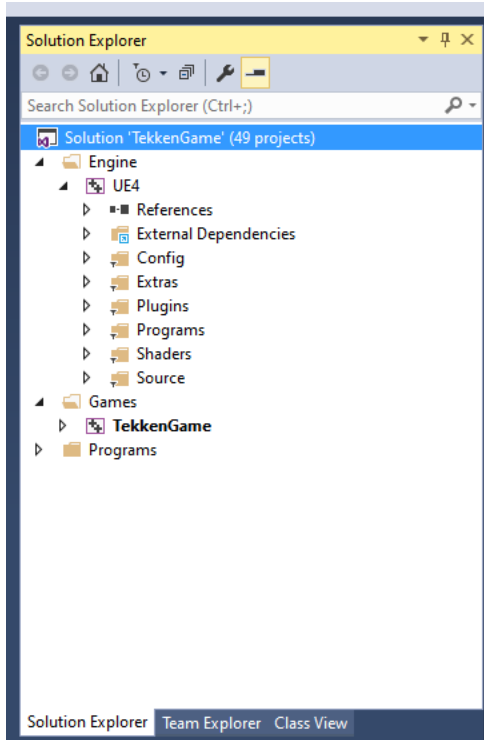 Solution Explorer
Search Solution Explorer (Ctrl+;)
Solution 'TekkenGame' (49 projects)
Engine
UE4
References
External Dependencies
Config
Extras
Plugins
Programs
Shaders
Source
Games
TekkenGame
Programs
Solution Explorer Team Explorer Class View